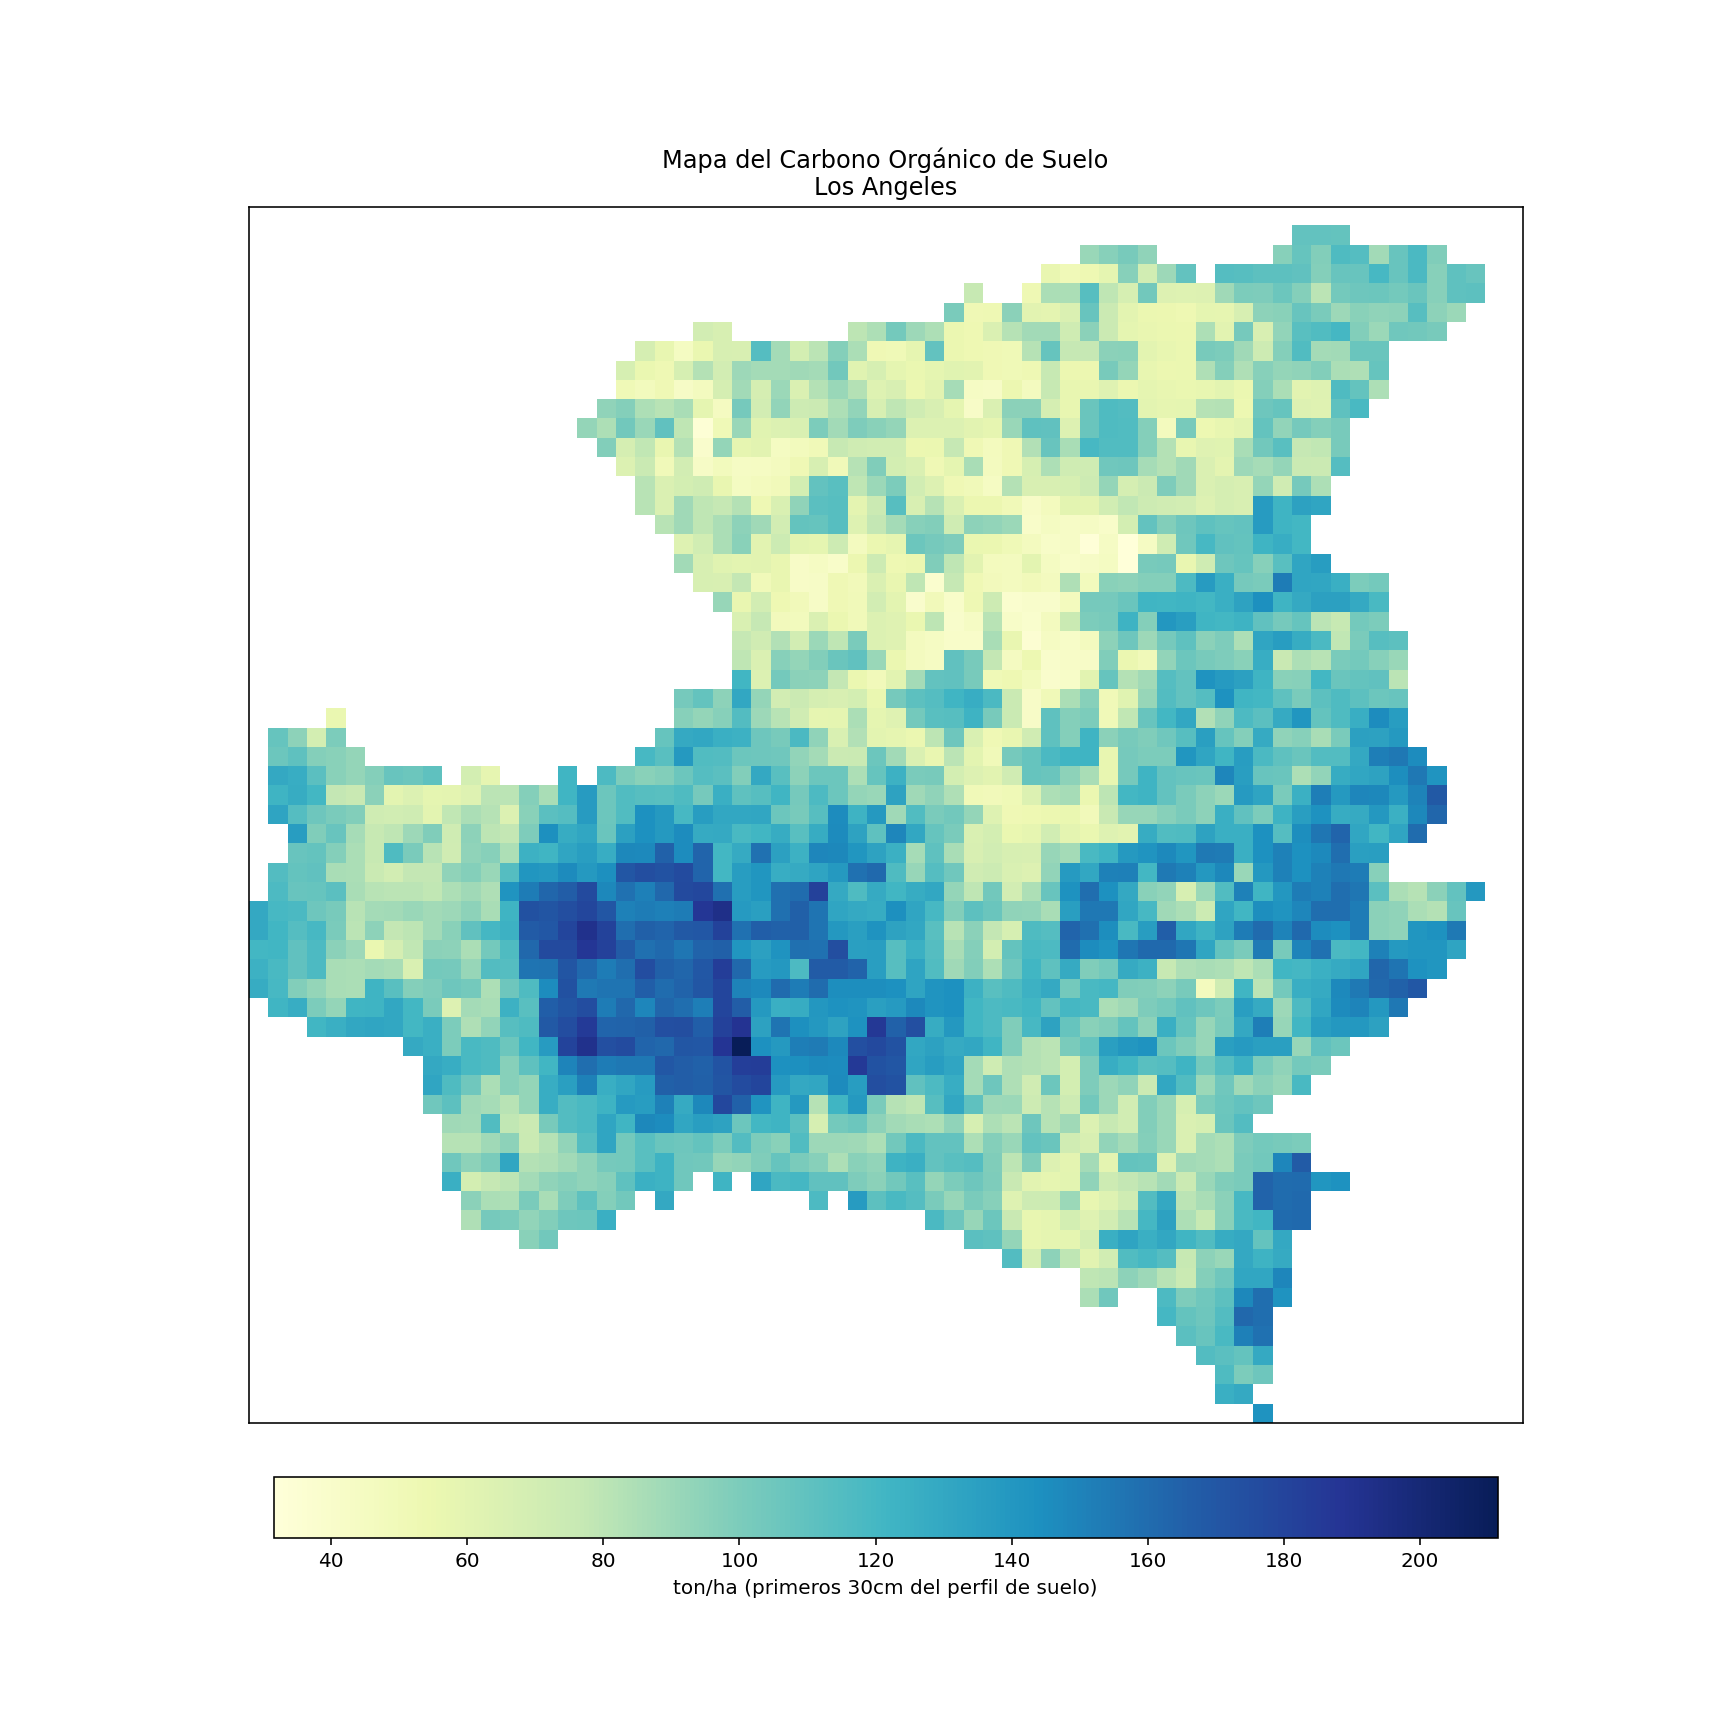 Mapa del Carbono Orgánico de Suelo
Los Angeles
40 60 80 100 120 140 160 180 200
ton/ha (primeros 30cm del perfil de suelo)